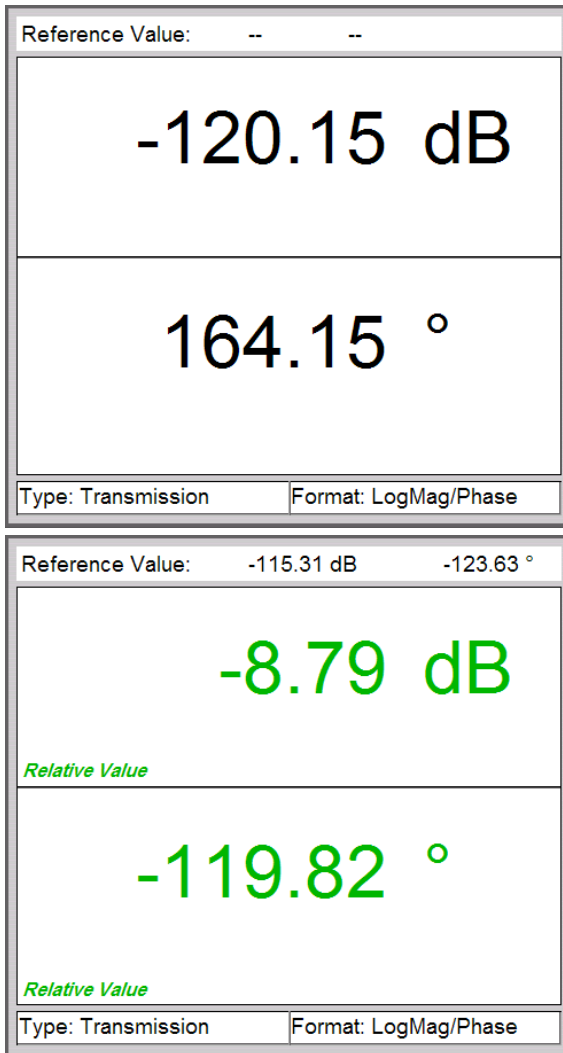 Reference Value: -- --
-120.15 dB
164.15 °
Type: Transmission Format: LogMag/Phase
Reference Value: -115.31 dB -123.63 °
-8.79 dB
Relative Value
-119.82 °
Relative Value
Type: Transmission Format: LogMag/Phase